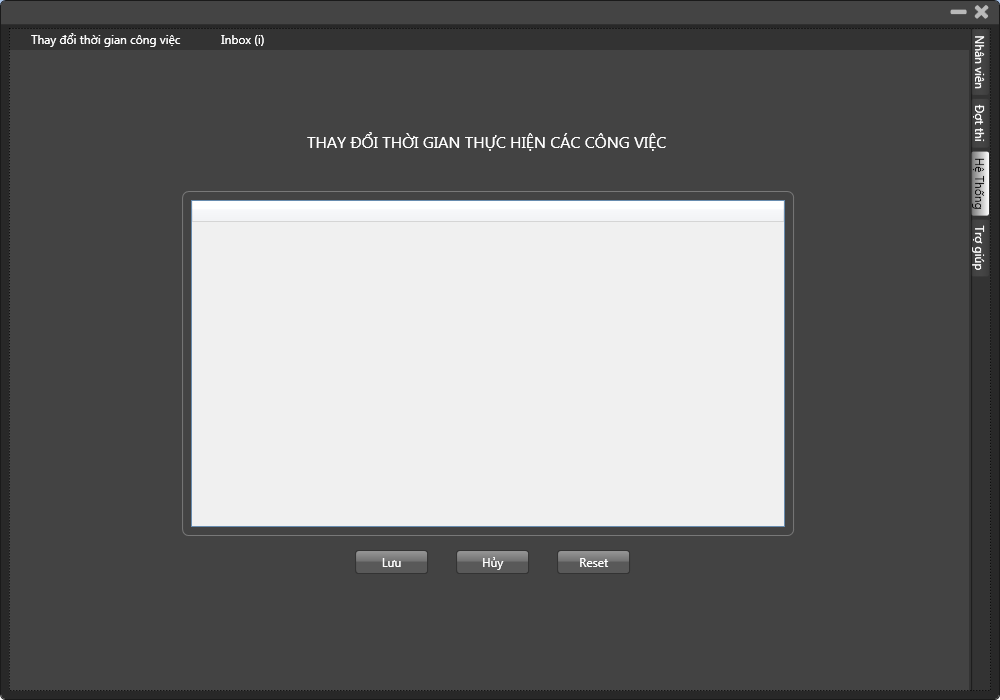 Thay đổi thời gian công việc
Inbox (i)
Nhân viên
Đợt thi
Hệ Thống
Trợ giúp
THAY ĐỔI THỜI GIAN THỰC HIỆN CÁC CÔNG VIỆC
Lưu
Hủy
Reset